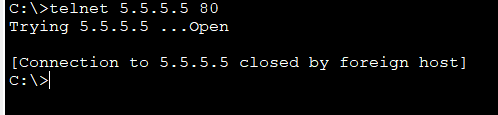 C:\>telnet 5.5.5.5 80
Trying 5.5.5.5 ...Open
[Connection to 5.5.5.5 closed by foreign host]
C:\>